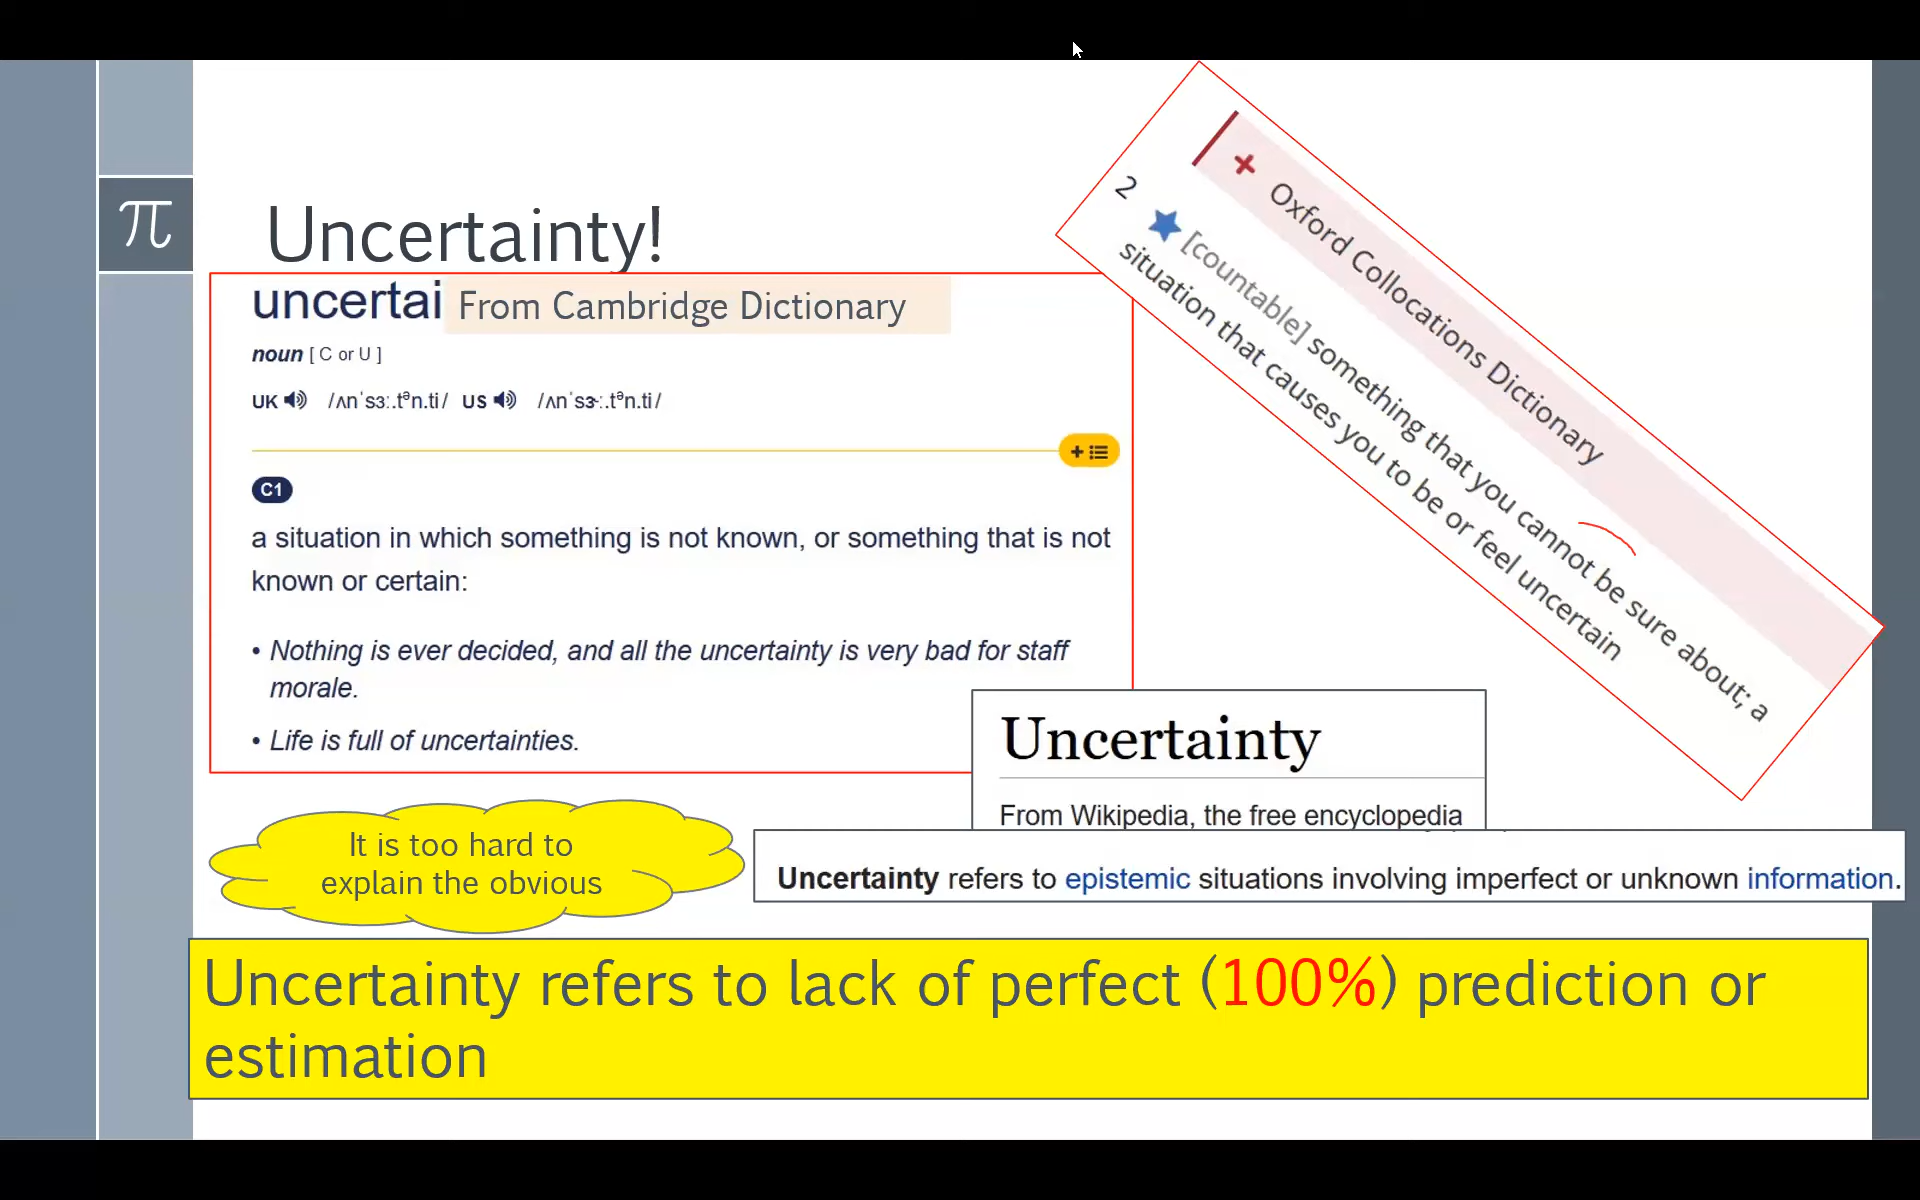 π
Uncertainty!
uncertai
From Cambridge Dictionary
noun [ C or U ]
UK /ʌnˈsɜː.tᵊn.ti/ US /ʌnˈsɝː.tᵊn.ti/
C1
a situation in which something is not known, or something that is not
known or certain:
• Nothing is ever decided, and all the uncertainty is very bad for staff
morale.
• Life is full of uncertainties.
+ Oxford Collocations Dictionary
2 [countable] something that you cannot be sure about; a
situation that causes you to be or feel uncertain
Uncertainty
From Wikipedia, the free encyclopedia
Uncertainty refers to epistemic situations involving imperfect or unknown information.
It is too hard to
explain the obvious
Uncertainty refers to lack of perfect (100%) prediction or
estimation